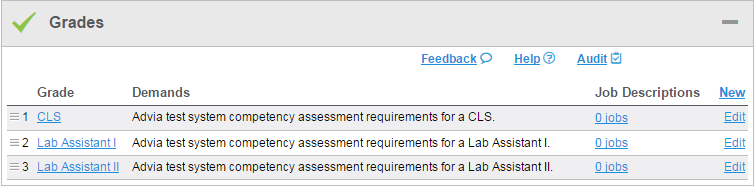 Grades
Feedback Help Audit
Grade Demands Job Descriptions New
1 CLS Advia test system competency assessment requirements for a CLS. 0 jobs Edit
2 Lab Assistant I Advia test system competency assessment requirements for a Lab Assistant I. 0 jobs Edit
3 Lab Assistant II Advia test system competency assessment requirements for a Lab Assistant II. 0 jobs Edit